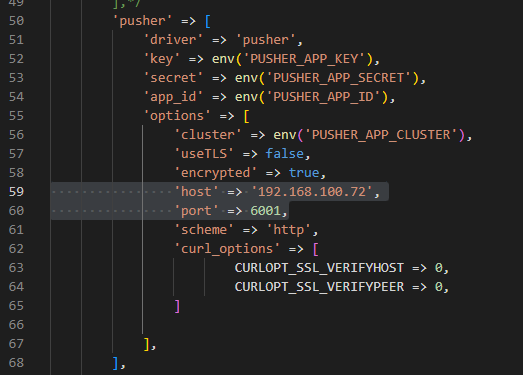 49 ],*/
50 'pusher' => [
51 'driver' => 'pusher',
52 'key' => env('PUSHER_APP_KEY'),
53 'secret' => env('PUSHER_APP_SECRET'),
54 'app_id' => env('PUSHER_APP_ID'),
55 'options' => [
56 'cluster' => env('PUSHER_APP_CLUSTER'),
57 'useTLS' => false,
58 'encrypted' => true,
59 'host' => '192.168.100.72',
60 'port' => 6001,
61 'scheme' => 'http',
62 'curl_options' => [
63 CURLOPT_SSL_VERIFYHOST => 0,
64 CURLOPT_SSL_VERIFYPEER => 0,
65 ]
66
67 ],
68 ],